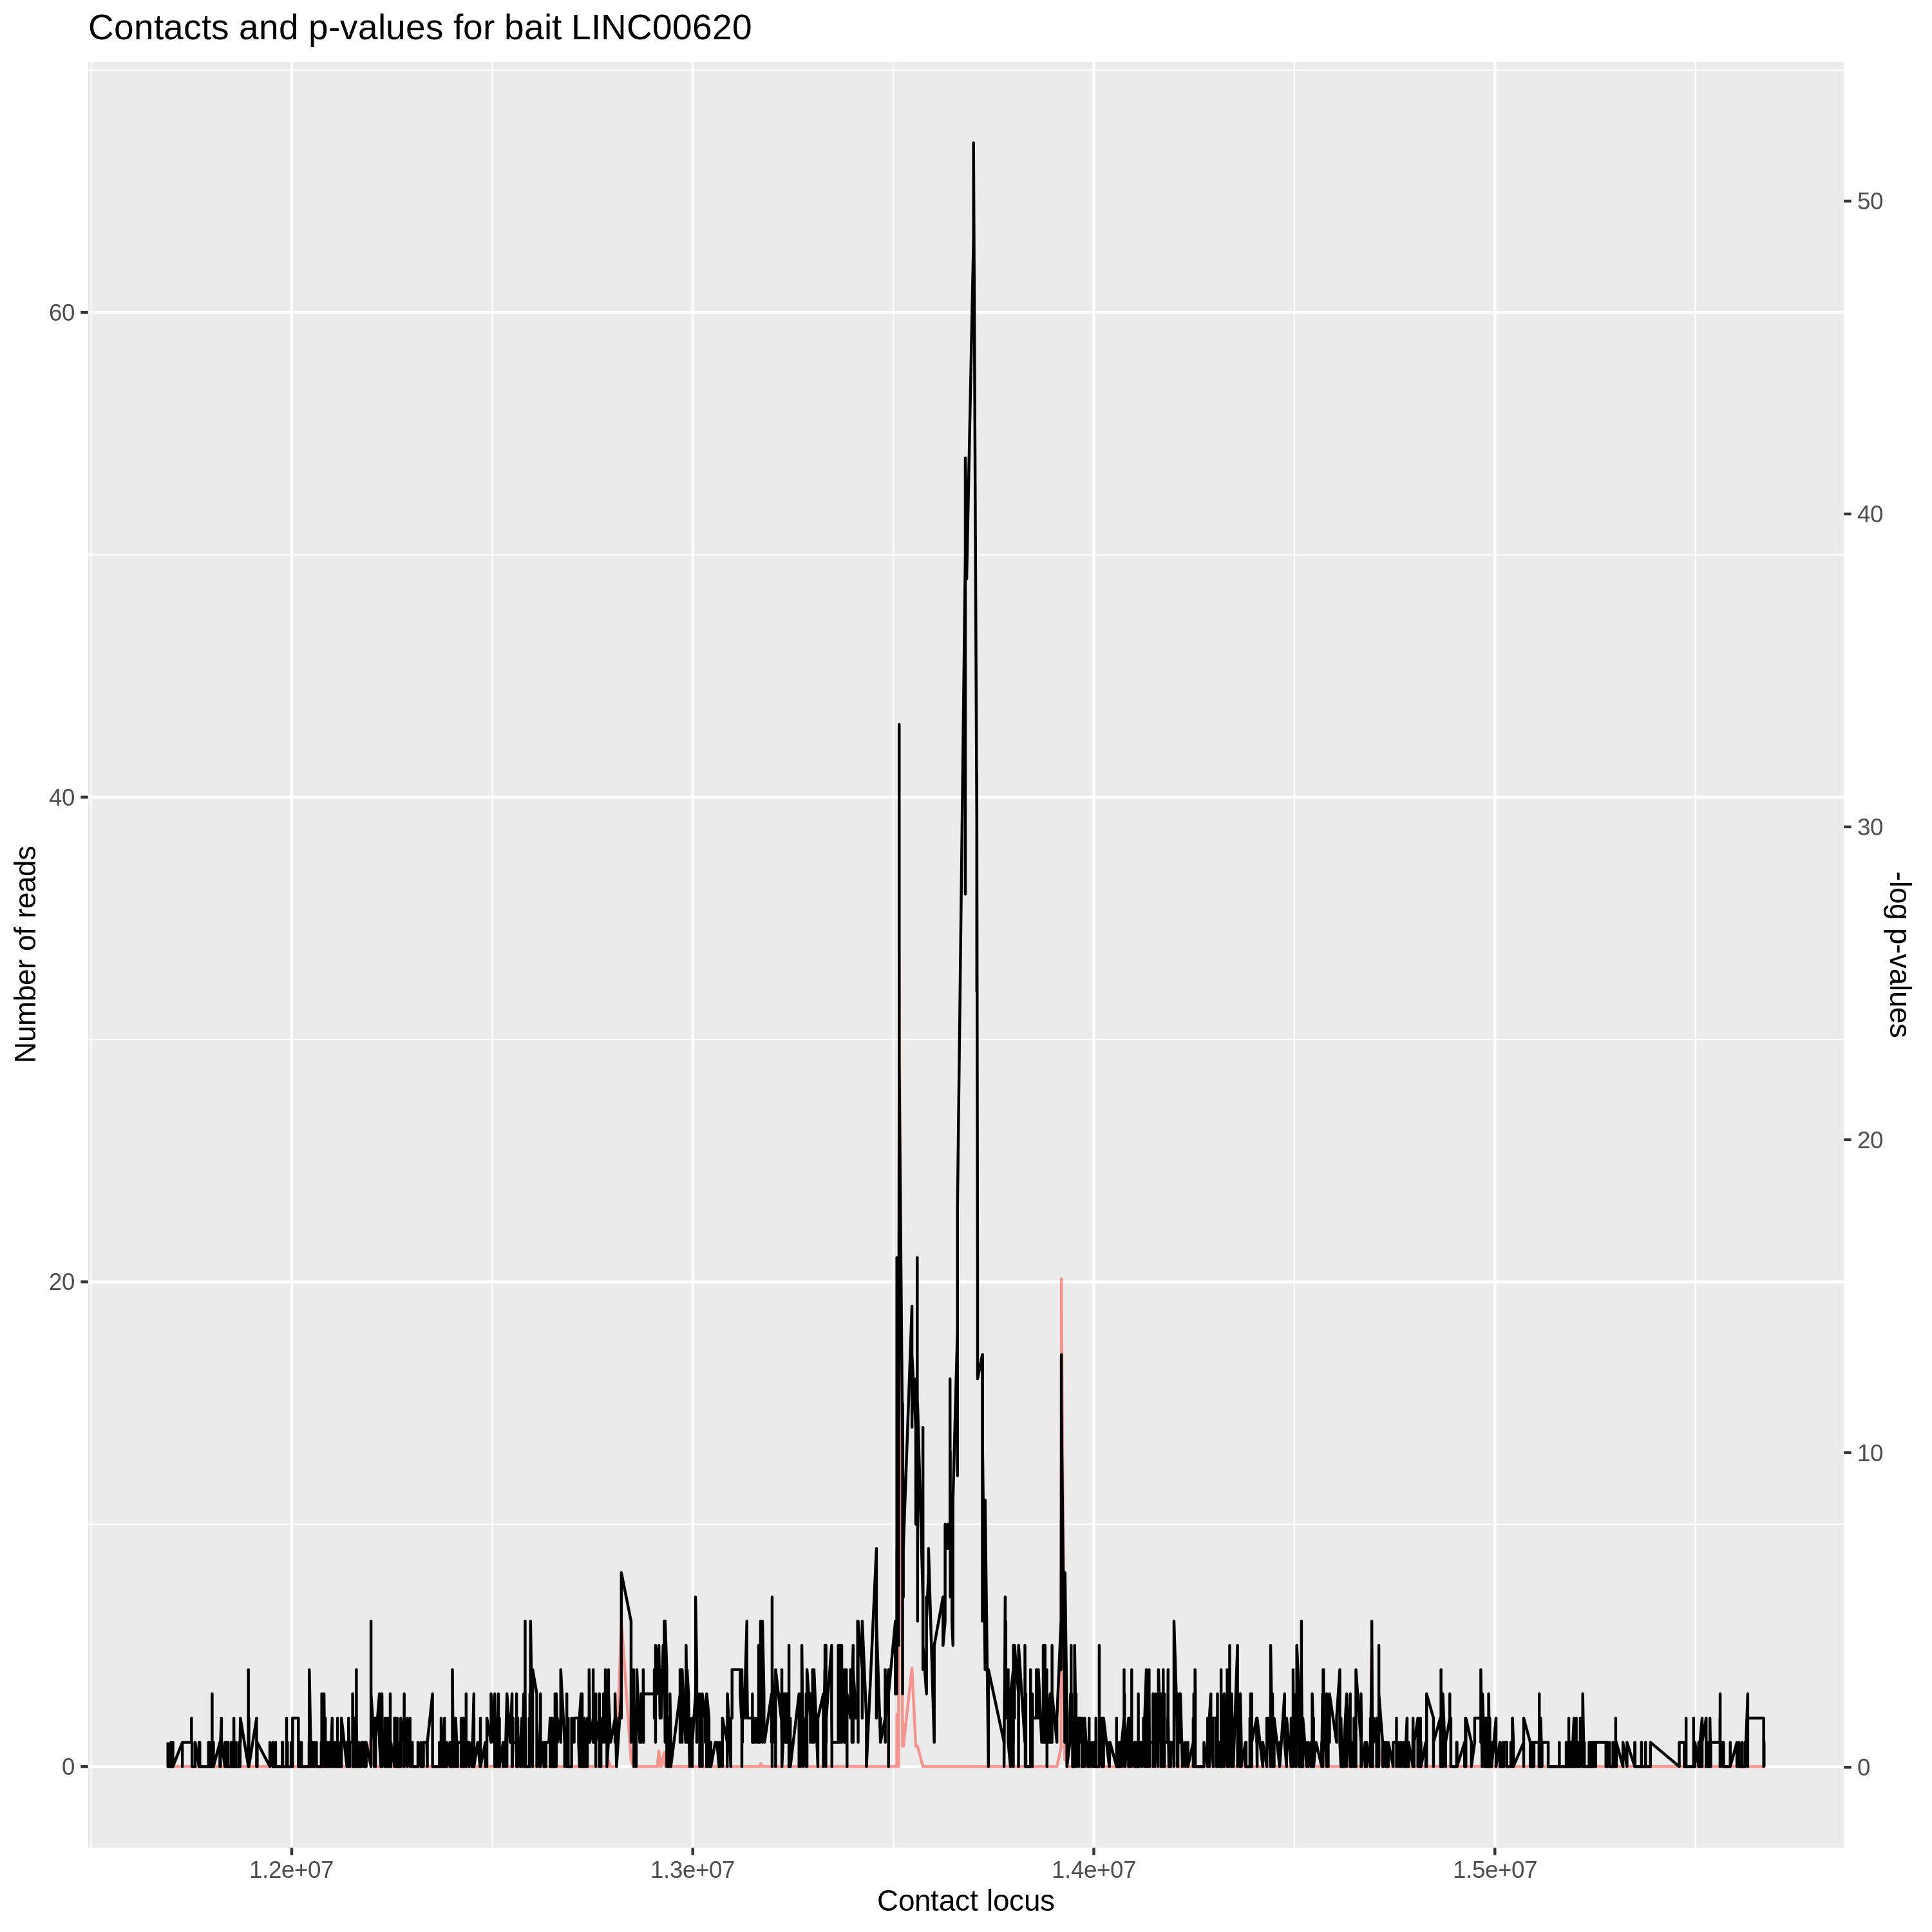 Contacts and p-values for bait LINC00620
60
40
20
0
50
40
30
20
10
0
Number of reads
-log p-values
1.2e+07
1.3e+07
1.4e+07
1.5e+07
Contact locus